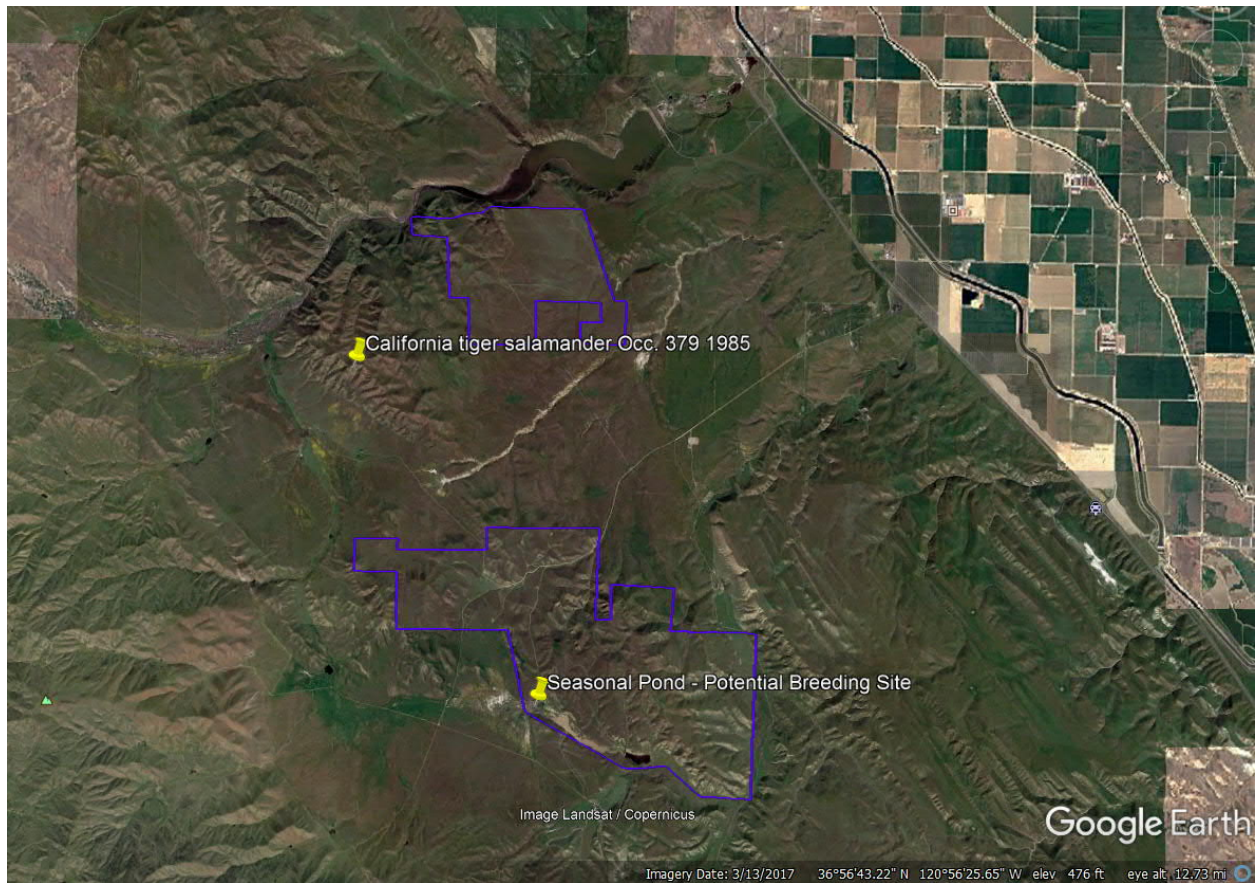 California tiger salamander Occ. 379 1985
Seasonal Pond - Potential Breeding Site
Image Landsat / Copernicus
Google Earth
Imagery Date: 3/13/2017 36°56'43.22" N 120°56'25.65" W elev 476 ft eye alt 12.73 mi